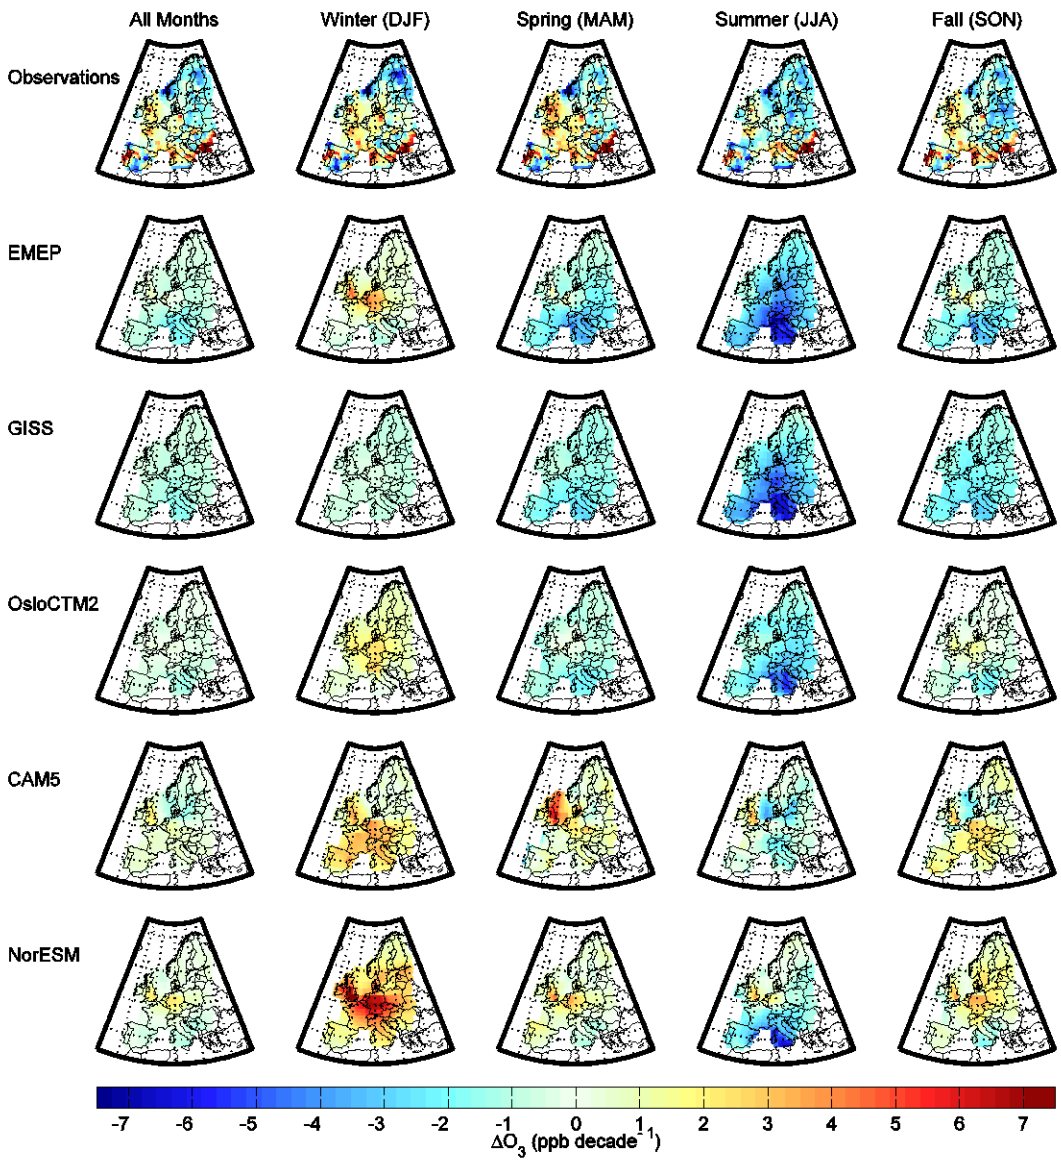 All Months Winter (DJF) Spring (MAM) Summer (JJA) Fall (SON)
Observations
EMEP
GISS
OsloCTM2
CAM5
NorESM
-7 -6 -5 -4 -3 -2 -1 0 1 2 3 4 5 6 7
ΔO₃ (ppb decade⁻¹)